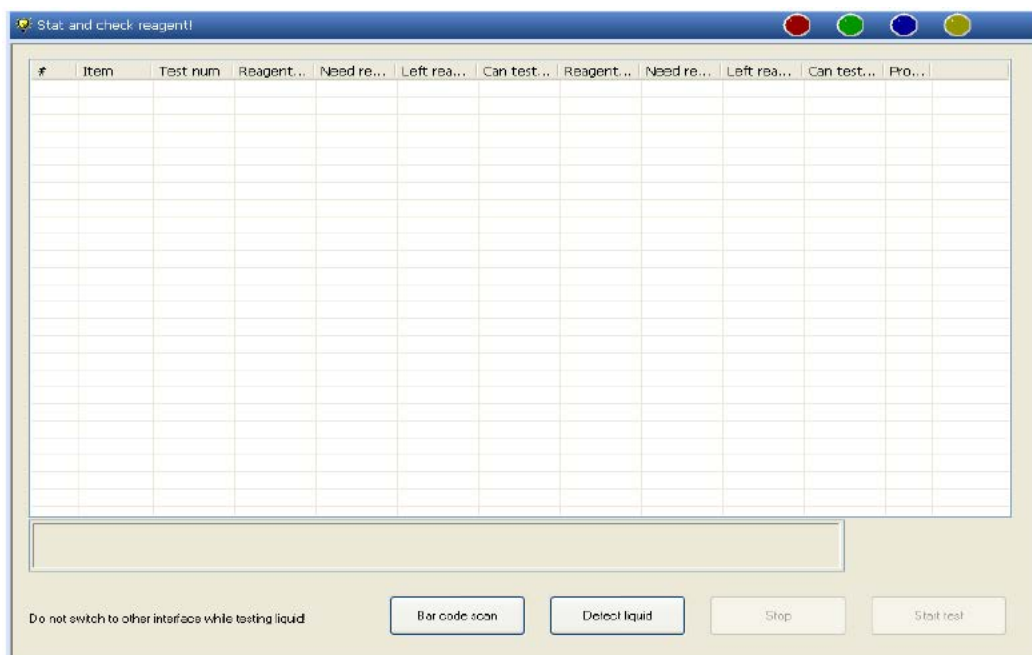 Stat and check reagent!
# Item Test num Reagent... Need re... Left rea... Can test... Reagent... Need re... Left rea... Can test... Pro...
Do not switch to other interface while testing liquid
Bar code scan
Detect liquid
Stop
Start test